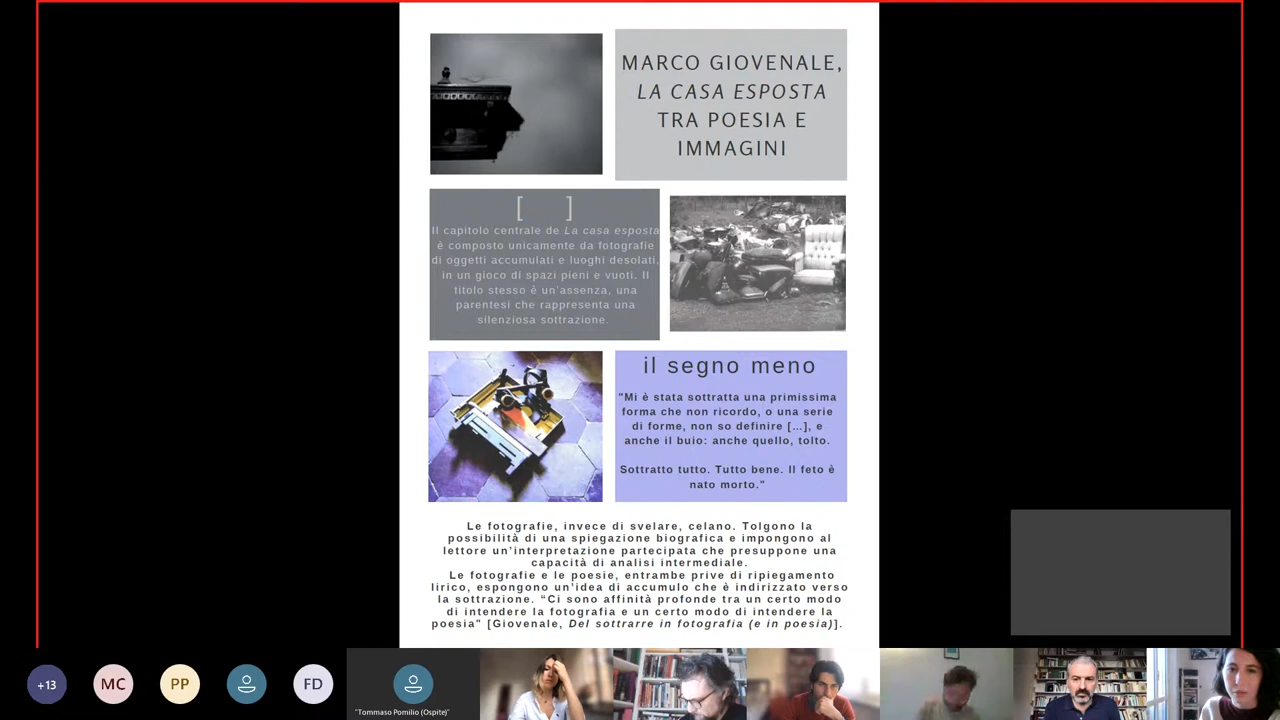 MARCO GIOVENALE,
LA CASA ESPOSTA
TRA POESIA E
IMMAGINI
[ ]
Il capitolo centrale de La casa esposta
è composto unicamente da fotografie
di oggetti accumulati e luoghi desolati,
in un gioco di spazi pieni e vuoti. Il
titolo stesso è un'assenza, una
parentesi che rappresenta una
silenziosa sottrazione.
il segno meno
"Mi è stata sottratta una primissima
forma che non ricordo, o una serie
di forme, non so definire […], e
anche il buio: anche quello, tolto.
Sottratto tutto. Tutto bene. Il feto è
nato morto."
Le fotografie, invece di svelare, celano. Tolgono la
possibilità di una spiegazione biografica e impongono al
lettore un'interpretazione partecipata che presuppone una
capacità di analisi intermediale.
Le fotografie e le poesie, entrambe prive di ripiegamento
lirico, espongono un'idea di accumulo che è indirizzato verso
la sottrazione. "Ci sono affinità profonde tra un certo modo
di intendere la fotografia e un certo modo di intendere la
poesia" [Giovenale, Del sottrarre in fotografia (e in poesia)].
+13
MC
PP
FD
"Tommaso Pomilio (Ospite)"